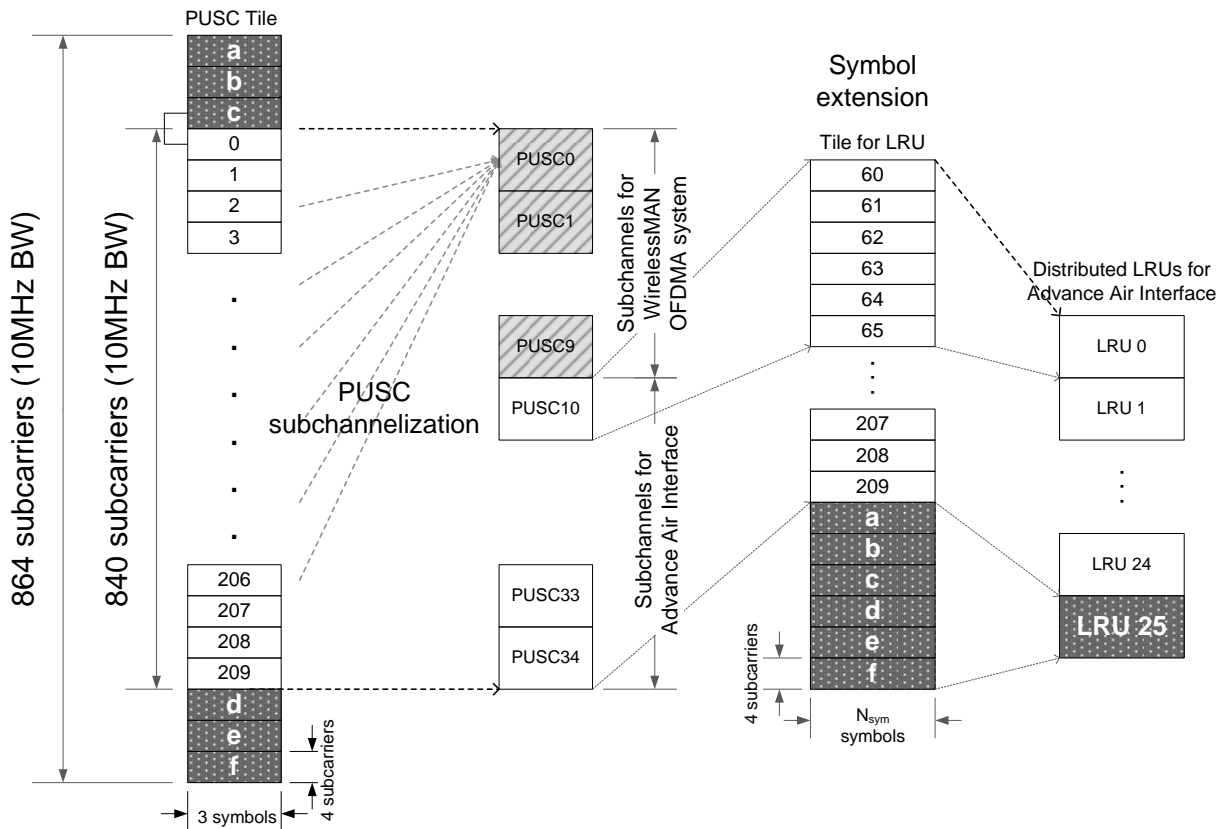 PUSC Tile
a
b
c
0
1
2
3
206
207
208
209
d
e
f
3 symbols
4 subcarriers
864 subcarriers (10MHz BW)
840 subcarriers (10MHz BW)
PUSC
subchannelization
PUSC0
PUSC1
PUSC9
PUSC10
PUSC33
PUSC34
Subchannels for
WirelessMAN
OFDMA system
Subchannels for
Advance Air Interface
Symbol
extension
Tile for LRU
60
61
62
63
64
65
207
208
209
a
b
c
d
e
f
4 subcarriers
Nsym
symbols
Distributed LRUs for
Advance Air Interface
LRU 0
LRU 1
LRU 24
LRU 25